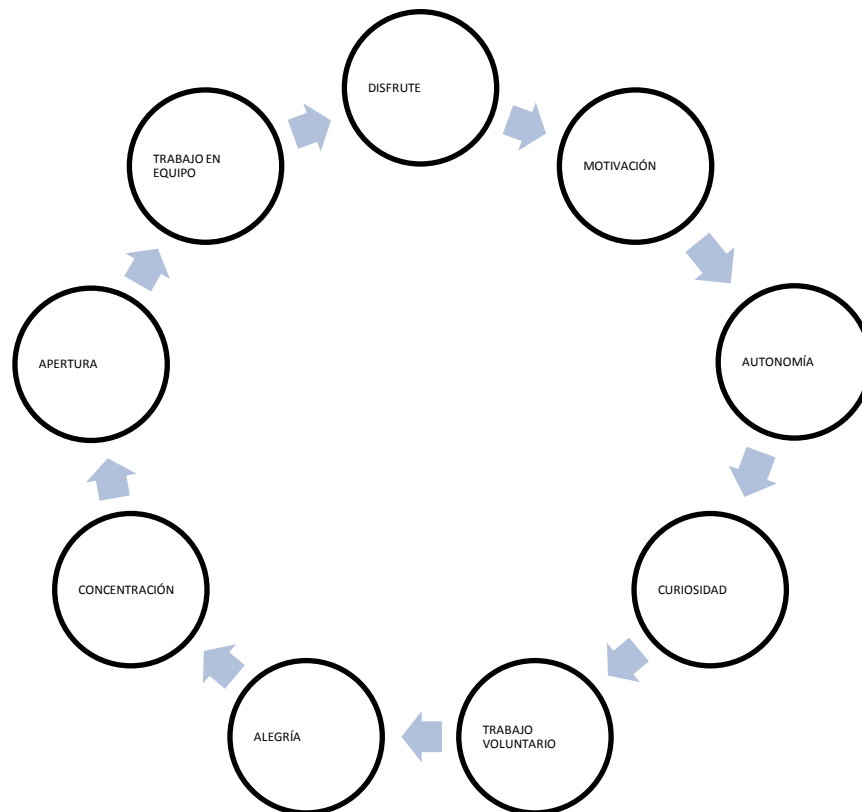 DISFRUTE
MOTIVACIÓN
AUTONOMÍA
CURIOSIDAD
TRABAJO
VOLUNTARIO
ALEGRÍA
CONCENTRACIÓN
APERTURA
TRABAJO EN
EQUIPO